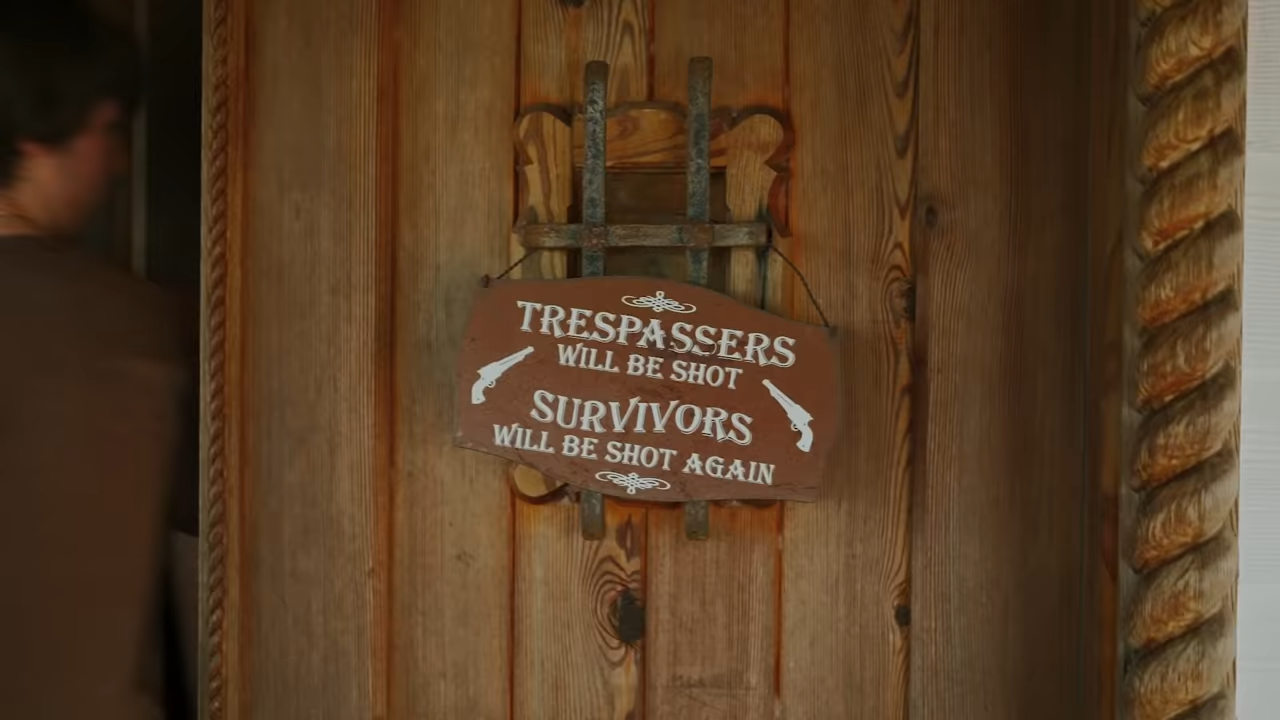 TRESPASSERS
WILL BE SHOT
SURVIVORS
WILL BE SHOT AGAIN